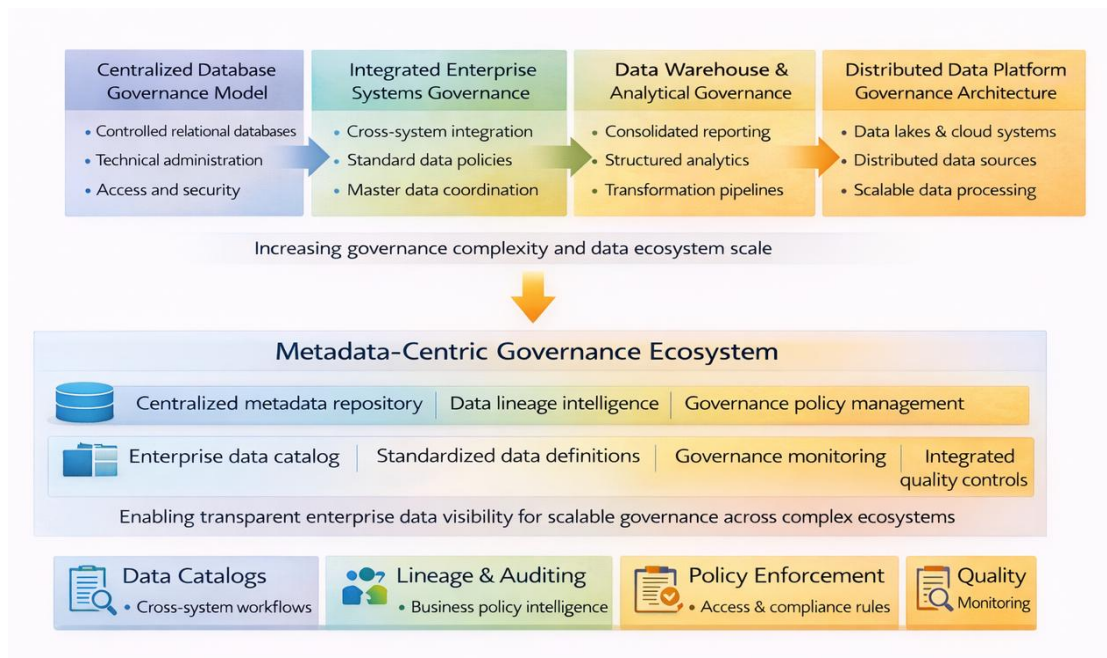 Centralized Database
Governance Model
• Controlled relational databases
• Technical administration
• Access and security
Integrated Enterprise
Systems Governance
• Cross-system integration
• Standard data policies
• Master data coordination
Data Warehouse &
Analytical Governance
• Consolidated reporting
• Structured analytics
• Transformation pipelines
Distributed Data Platform
Governance Architecture
• Data lakes & cloud systems
• Distributed data sources
• Scalable data processing
Increasing governance complexity and data ecosystem scale
Metadata-Centric Governance Ecosystem
Centralized metadata repository
Data lineage intelligence
Governance policy management
Enterprise data catalog
Standardized data definitions
Governance monitoring
Integrated
quality controls
Enabling transparent enterprise data visibility for scalable governance across complex ecosystems
Data Catalogs
• Cross-system workflows
Lineage & Auditing
• Business policy intelligence
Policy Enforcement
• Access & compliance rules
Quality
Monitoring